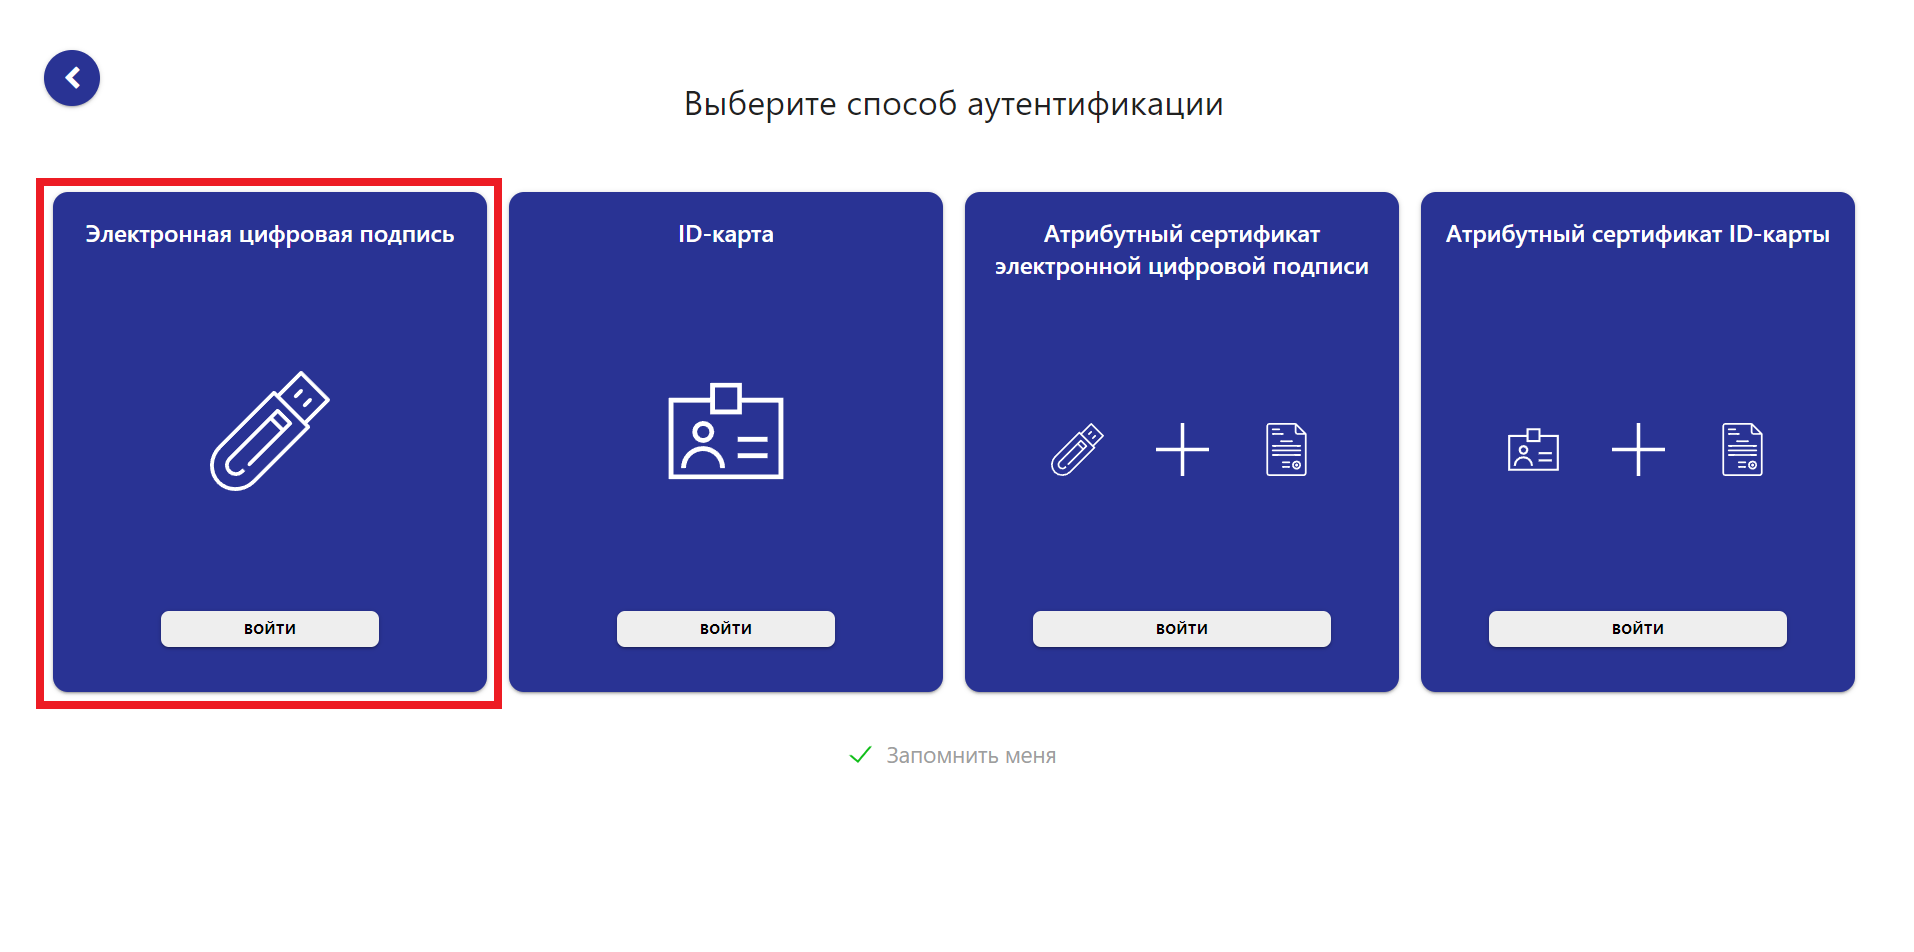 Выберите способ аутентификации
Электронная цифровая подпись
ВОЙТИ
ID-карта
ВОЙТИ
Атрибутный сертификат
электронной цифровой подписи
ВОЙТИ
Атрибутный сертификат ID-карты
ВОЙТИ
Запомнить меня